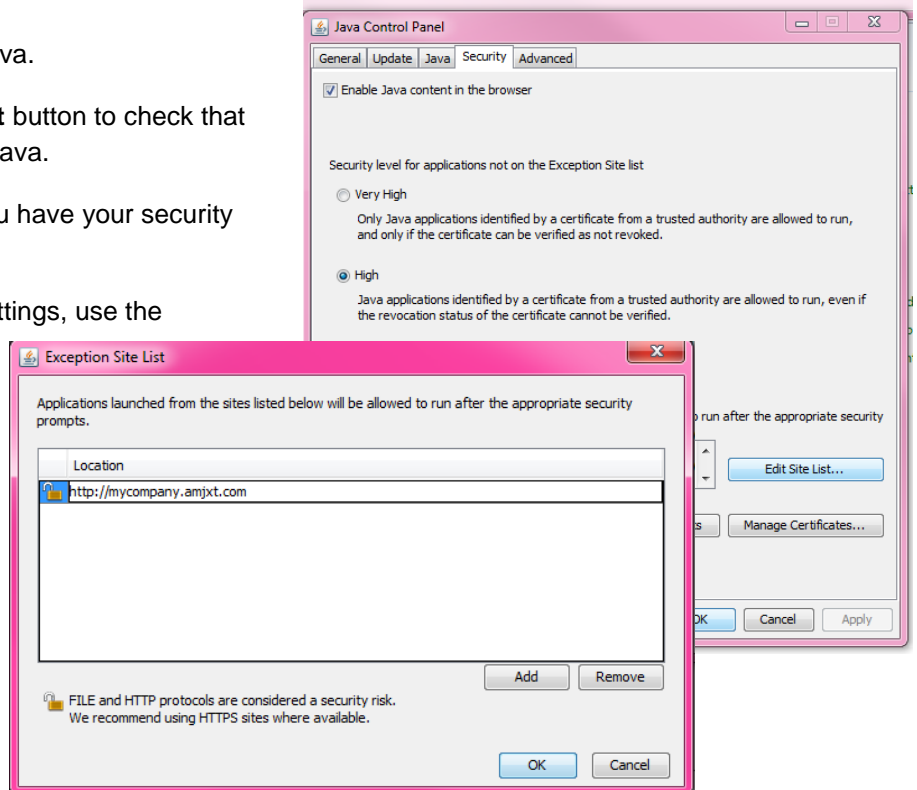 va.
t button to check that
ava.
u have your security
ttings, use the
Java Control Panel
General Update Java Security Advanced
Enable Java content in the browser
Security level for applications not on the Exception Site list
Very High
Only Java applications identified by a certificate from a trusted authority are allowed to run,
and only if the certificate can be verified as not revoked.
High
Java applications identified by a certificate from a trusted authority are allowed to run, even if
the revocation status of the certificate cannot be verified.
run after the appropriate security
Edit Site List...
Manage Certificates...
OK Cancel Apply
Exception Site List
Applications launched from the sites listed below will be allowed to run after the appropriate security
prompts.
Location
http://mycompany.amjxt.com
Add Remove
FILE and HTTP protocols are considered a security risk.
We recommend using HTTPS sites where available.
OK Cancel